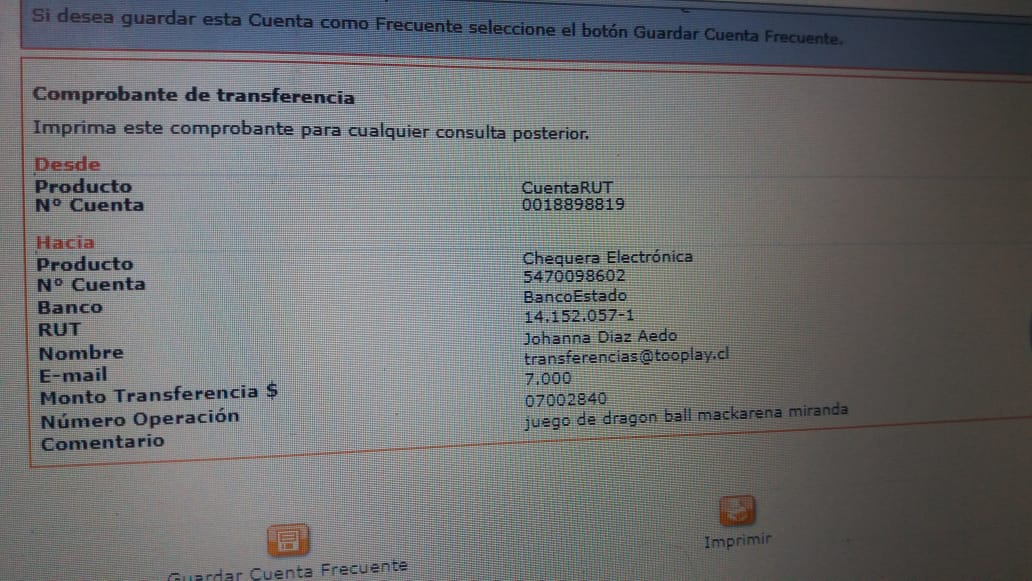 Si desea guardar esta Cuenta como Frecuente seleccione el botón Guardar Cuenta Frecuente.
Comprobante de transferencia
Imprima este comprobante para cualquier consulta posterior.
Desde
Producto CuentaRUT
Nº Cuenta 0018898819
Hacia
Producto Chequera Electrónica
Nº Cuenta 5470098602
Banco BancoEstado
RUT 14.152.057-1
Nombre Johanna Diaz Aedo
E-mail transferencias@tooplay.cl
Monto Transferencia $ 7.000
Número Operación 07002840
Comentario juego de dragon ball mackarena miranda
Guardar Cuenta Frecuente
Imprimir